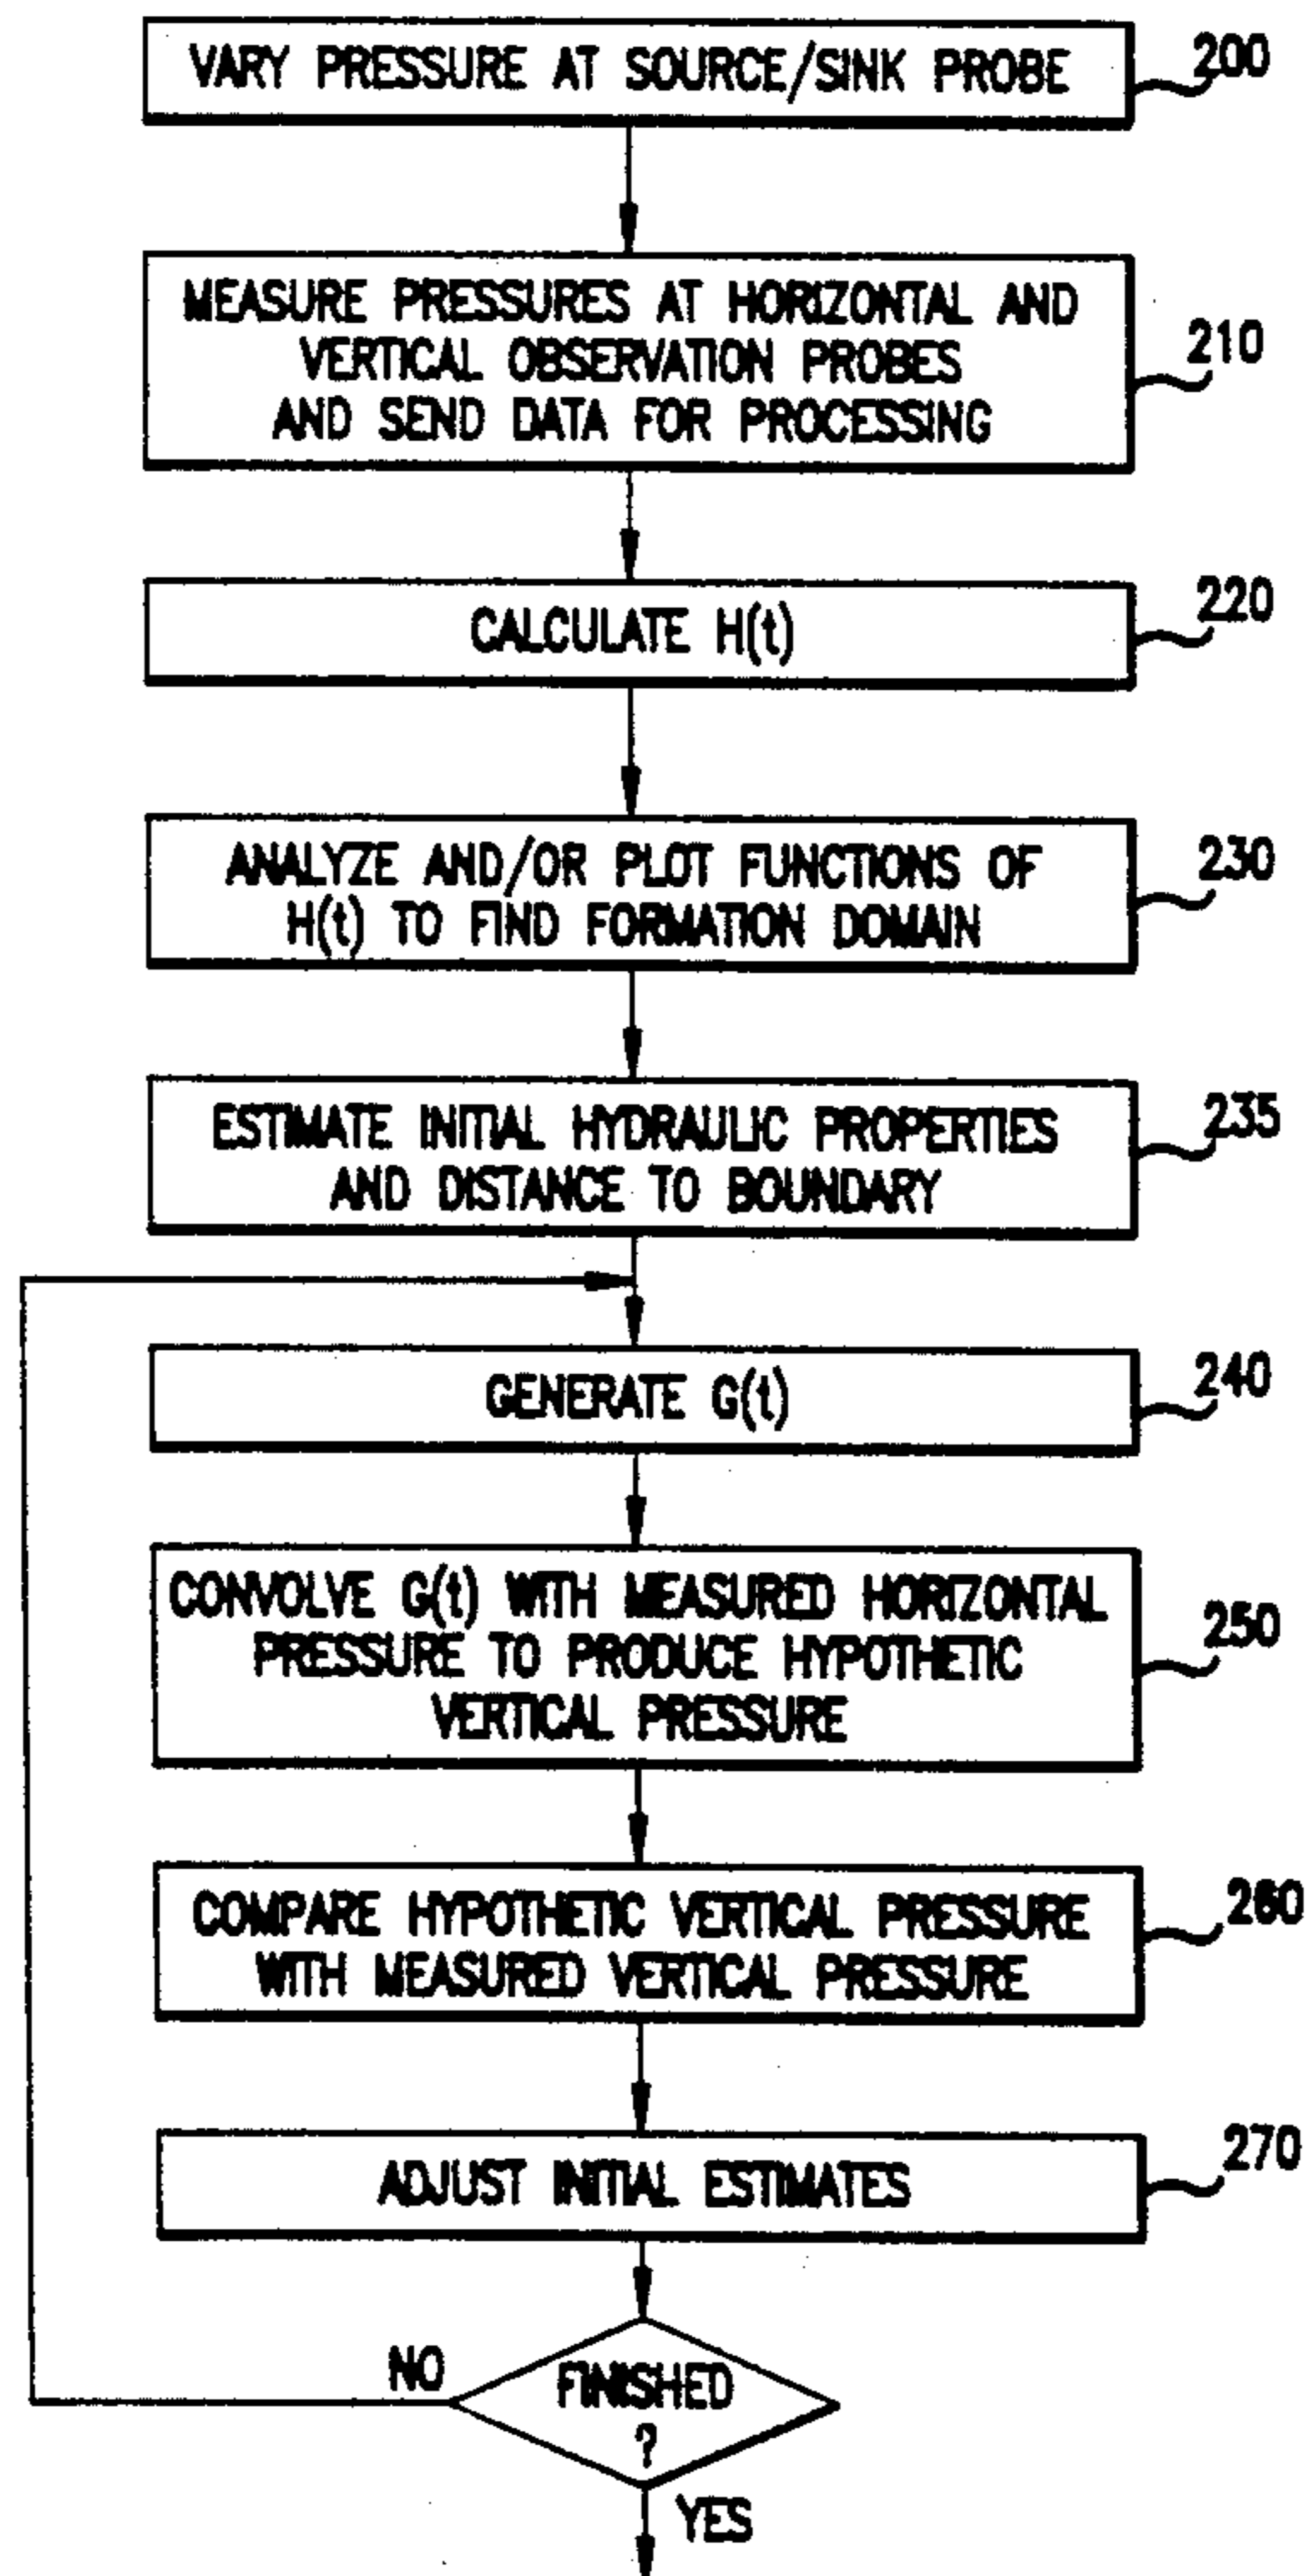 VARY PRESSURE AT SOURCE/SINK PROBE
200
MEASURE PRESSURES AT HORIZONTAL AND
VERTICAL OBSERVATION PROBES
AND SEND DATA FOR PROCESSING
210
CALCULATE H(t)
220
ANALYZE AND/OR PLOT FUNCTIONS OF
H(t) TO FIND FORMATION DOMAIN
230
ESTIMATE INITIAL HYDRAULIC PROPERTIES
AND DISTANCE TO BOUNDARY
235
GENERATE G(t)
240
CONVOLVE G(t) WITH MEASURED HORIZONTAL
PRESSURE TO PRODUCE HYPOTHETIC
VERTICAL PRESSURE
250
COMPARE HYPOTHETIC VERTICAL PRESSURE
WITH MEASURED VERTICAL PRESSURE
260
ADJUST INITIAL ESTIMATES
270
NO
FINISHED
?
YES